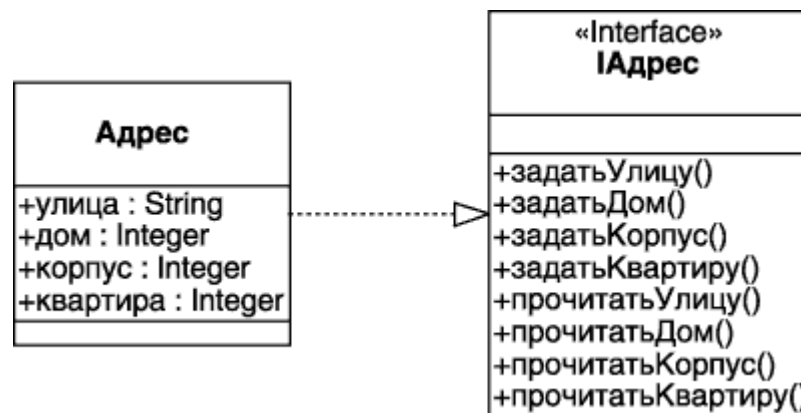 Адрес
+улица : String
+дом : Integer
+корпус : Integer
+квартира : Integer
«Interface»
IАдрес
+задатьУлицу()
+задатьДом()
+задатьКорпус()
+задатьКвартиру()
+прочитатьУлицу()
+прочитатьДом()
+прочитатьКорпус()
+прочитатьКвартиру()